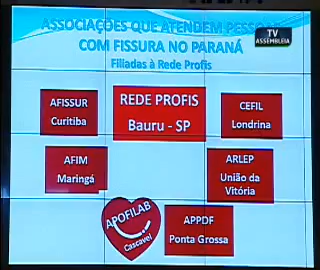 ASSOCIAÇÕES QUE ATENDEM PESSOAS
COM FISSURA NO PARANÁ
Filiadas à Rede Profis
TV
ASSEMBLEIA
AFISSUR
Curitiba
REDE PROFIS
Bauru - SP
CEFIL
Londrina
AFIM
Maringá
ARLEP
União da
Vitória
APOFILAB
Cascavel
APPDF
Ponta Grossa